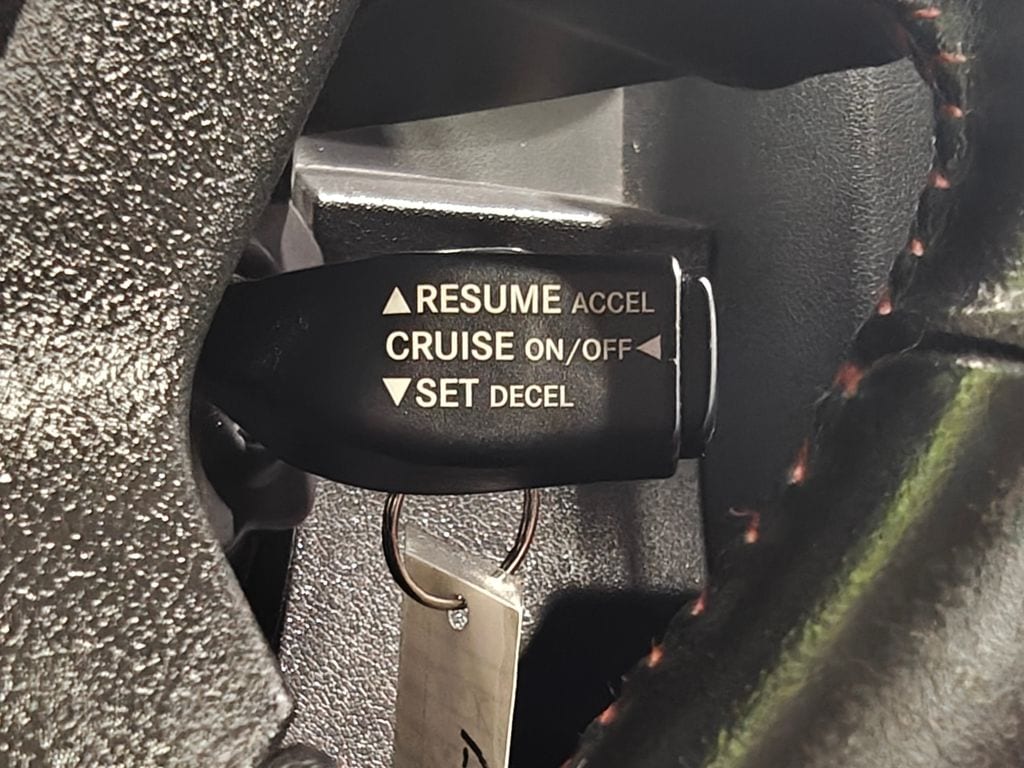 ▲RESUME ACCEL
CRUISE ON/OFF◀
▼SET DECEL